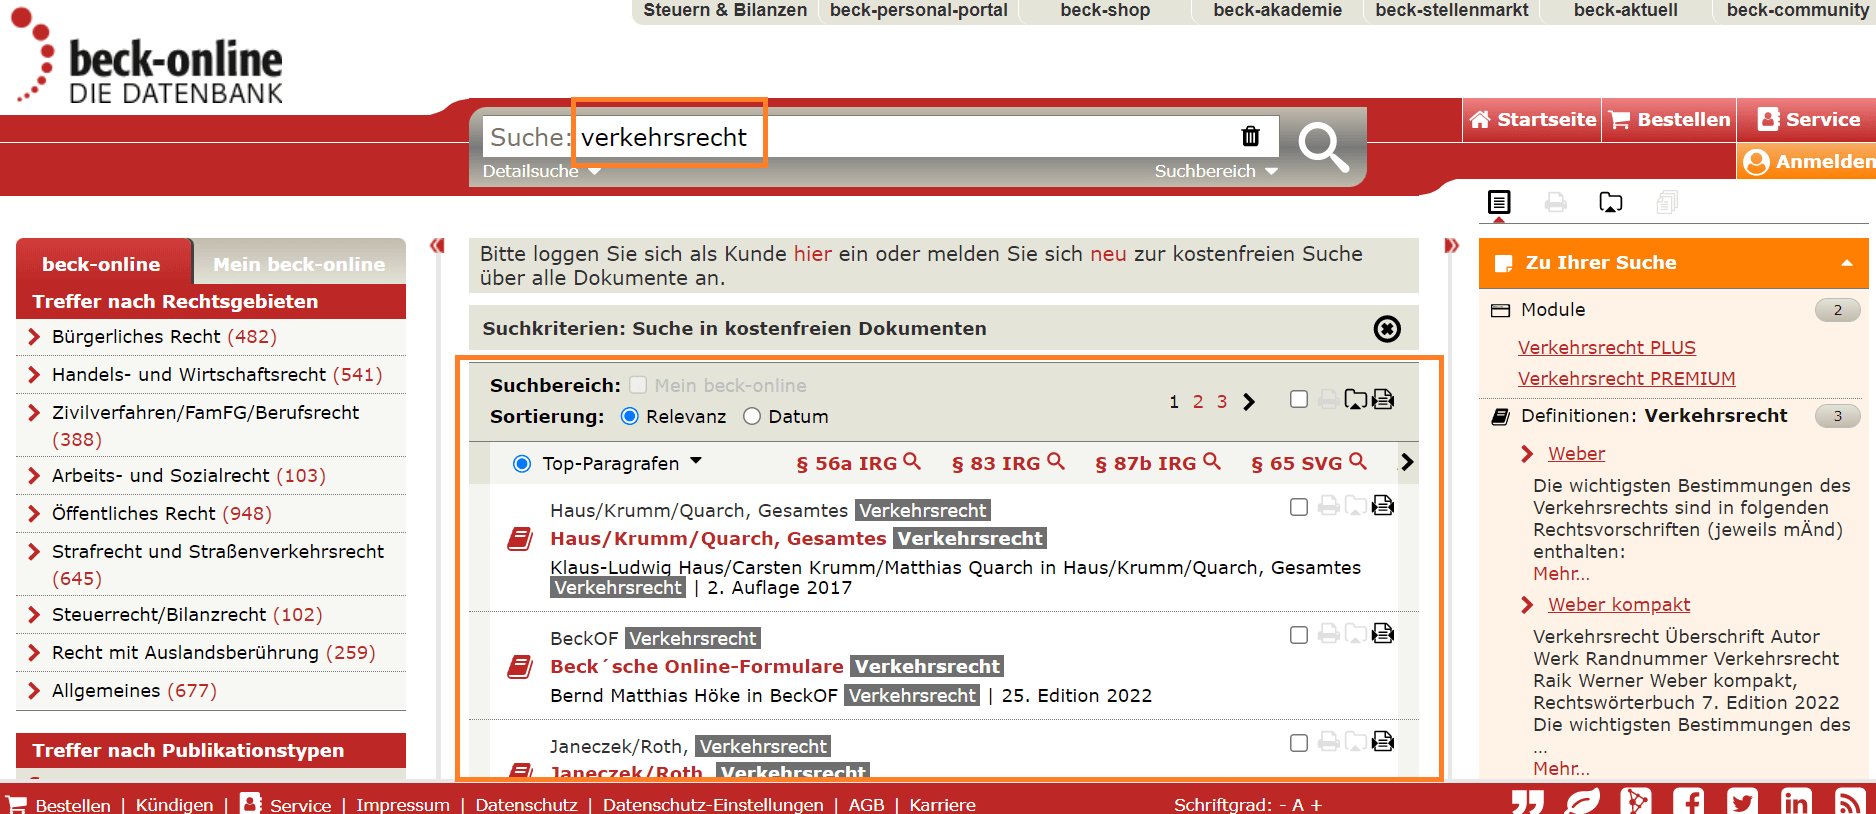 Steuern & Bilanzen beck-personal-portal beck-shop beck-akademie beck-stellenmarkt beck-aktuell beck-community
beck-online
DIE DATENBANK
Suche: verkehrsrecht
Detailsuche Suchbereich
Startseite Bestellen Service
Anmelden
beck-online Mein beck-online
Treffer nach Rechtsgebieten
Bürgerliches Recht (482)
Handels- und Wirtschaftsrecht (541)
Zivilverfahren/FamFG/Berufsrecht
(388)
Arbeits- und Sozialrecht (103)
Öffentliches Recht (948)
Strafrecht und Straßenverkehrsrecht
(645)
Steuerrecht/Bilanzrecht (102)
Recht mit Auslandsberührung (259)
Allgemeines (677)
Treffer nach Publikationstypen
Bitte loggen Sie sich als Kunde hier ein oder melden Sie sich neu zur kostenfreien Suche
über alle Dokumente an.
Suchkriterien: Suche in kostenfreien Dokumenten
Suchbereich: Mein beck-online
Sortierung: Relevanz Datum
1 2 3
Top-Paragrafen § 56a IRG § 83 IRG § 87b IRG § 65 SVG
Haus/Krumm/Quarch, Gesamtes Verkehrsrecht
Haus/Krumm/Quarch, Gesamtes Verkehrsrecht
Klaus-Ludwig Haus/Carsten Krumm/Matthias Quarch in Haus/Krumm/Quarch, Gesamtes
Verkehrsrecht | 2. Auflage 2017
BeckOF Verkehrsrecht
Beck´sche Online-Formulare Verkehrsrecht
Bernd Matthias Höke in BeckOF Verkehrsrecht | 25. Edition 2022
Janeczek/Roth, Verkehrsrecht
Janeczek/Roth, Verkehrsrecht
Zu Ihrer Suche
Module 2
Verkehrsrecht PLUS
Verkehrsrecht PREMIUM
Definitionen: Verkehrsrecht 3
Weber
Die wichtigsten Bestimmungen des
Verkehrsrechts sind in folgenden
Rechtsvorschriften (jeweils mÄnd)
enthalten:
Mehr...
Weber kompakt
Verkehrsrecht Überschrift Autor
Werk Randnummer Verkehrsrecht
Raik Werner Weber kompakt,
Rechtswörterbuch 7. Edition 2022
Die wichtigsten Bestimmungen des
...
Mehr...
Bestellen | Kündigen | Service | Impressum | Datenschutz | Datenschutz-Einstellungen | AGB | Karriere Schriftgrad: - A +